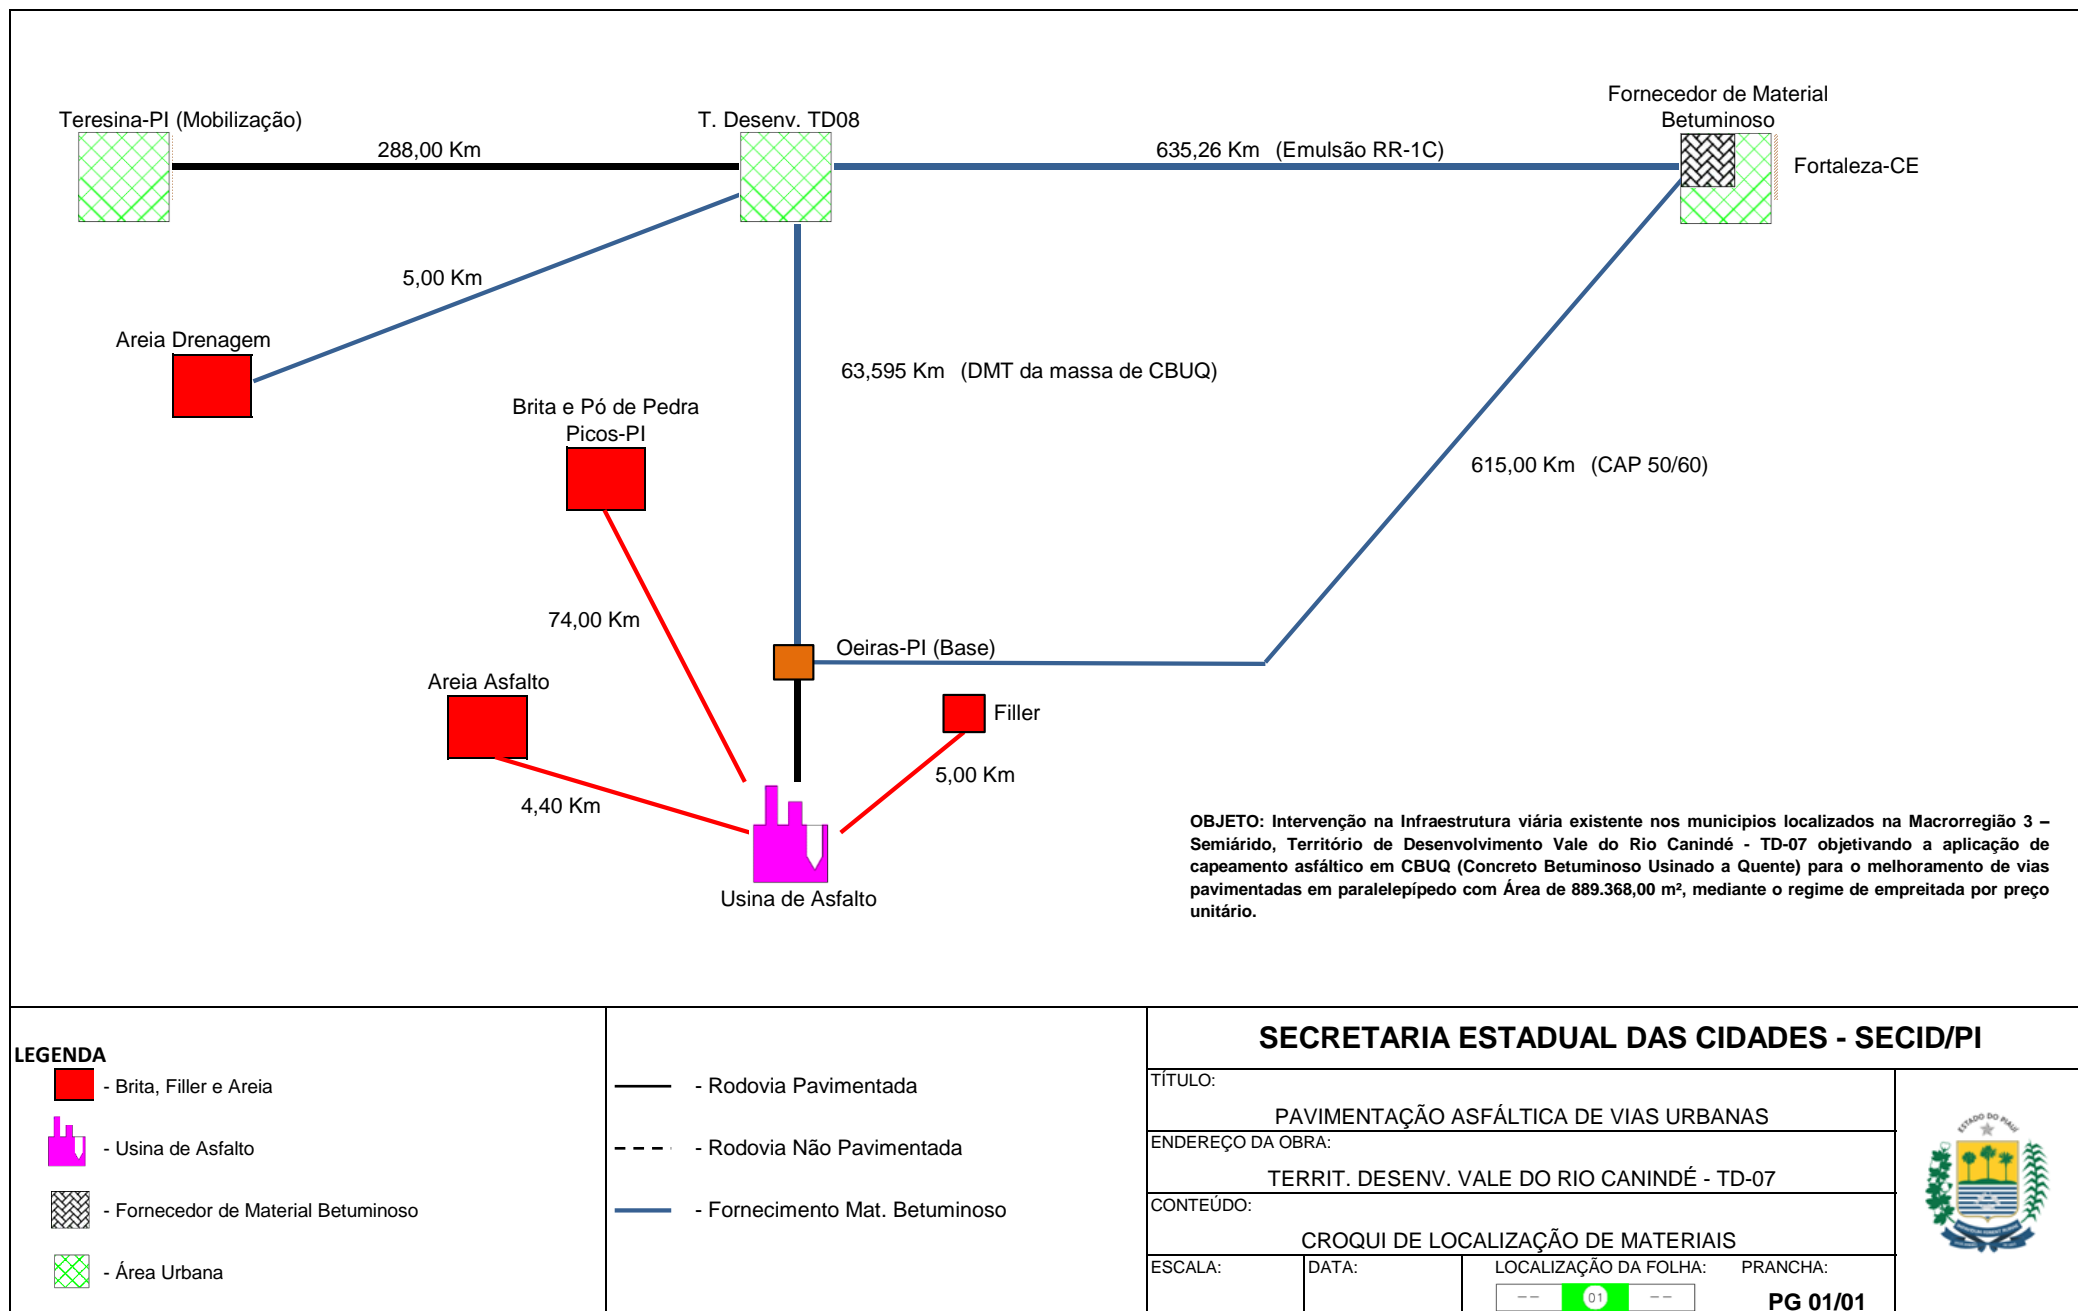 Fornecedor de Material
Betuminoso
Teresina-PI (Mobilização)
T. Desenv. TD08
288,00 Km
635,26 Km (Emulsão RR-1C)
Fortaleza-CE
5,00 Km
Areia Drenagem
63,595 Km (DMT da massa de CBUQ)
Brita e Pó de Pedra
Picos-PI
615,00 Km (CAP 50/60)
74,00 Km
Oeiras-PI (Base)
Areia Asfalto
Filler
5,00 Km
4,40 Km
Usina de Asfalto
OBJETO: Intervenção na Infraestrutura viária existente nos municipios localizados na Macrorregião 3 –
Semiárido, Território de Desenvolvimento Vale do Rio Canindé - TD-07 objetivando a aplicação de
capeamento asfáltico em CBUQ (Concreto Betuminoso Usinado a Quente) para o melhoramento de vias
pavimentadas em paralelepípedo com Área de 889.368,00 m², mediante o regime de empreitada por preço
unitário.
LEGENDA
- Brita, Filler e Areia
- Usina de Asfalto
- Fornecedor de Material Betuminoso
- Área Urbana
- Rodovia Pavimentada
- Rodovia Não Pavimentada
- Fornecimento Mat. Betuminoso
SECRETARIA ESTADUAL DAS CIDADES - SECID/PI
TÍTULO:
PAVIMENTAÇÃO ASFÁLTICA DE VIAS URBANAS
ENDEREÇO DA OBRA:
TERRIT. DESENV. VALE DO RIO CANINDÉ - TD-07
CONTEÚDO:
CROQUI DE LOCALIZAÇÃO DE MATERIAIS
ESCALA:
DATA:
LOCALIZAÇÃO DA FOLHA:
-- 01 --
PRANCHA:
PG 01/01
ESTADO DO PIAUÍ